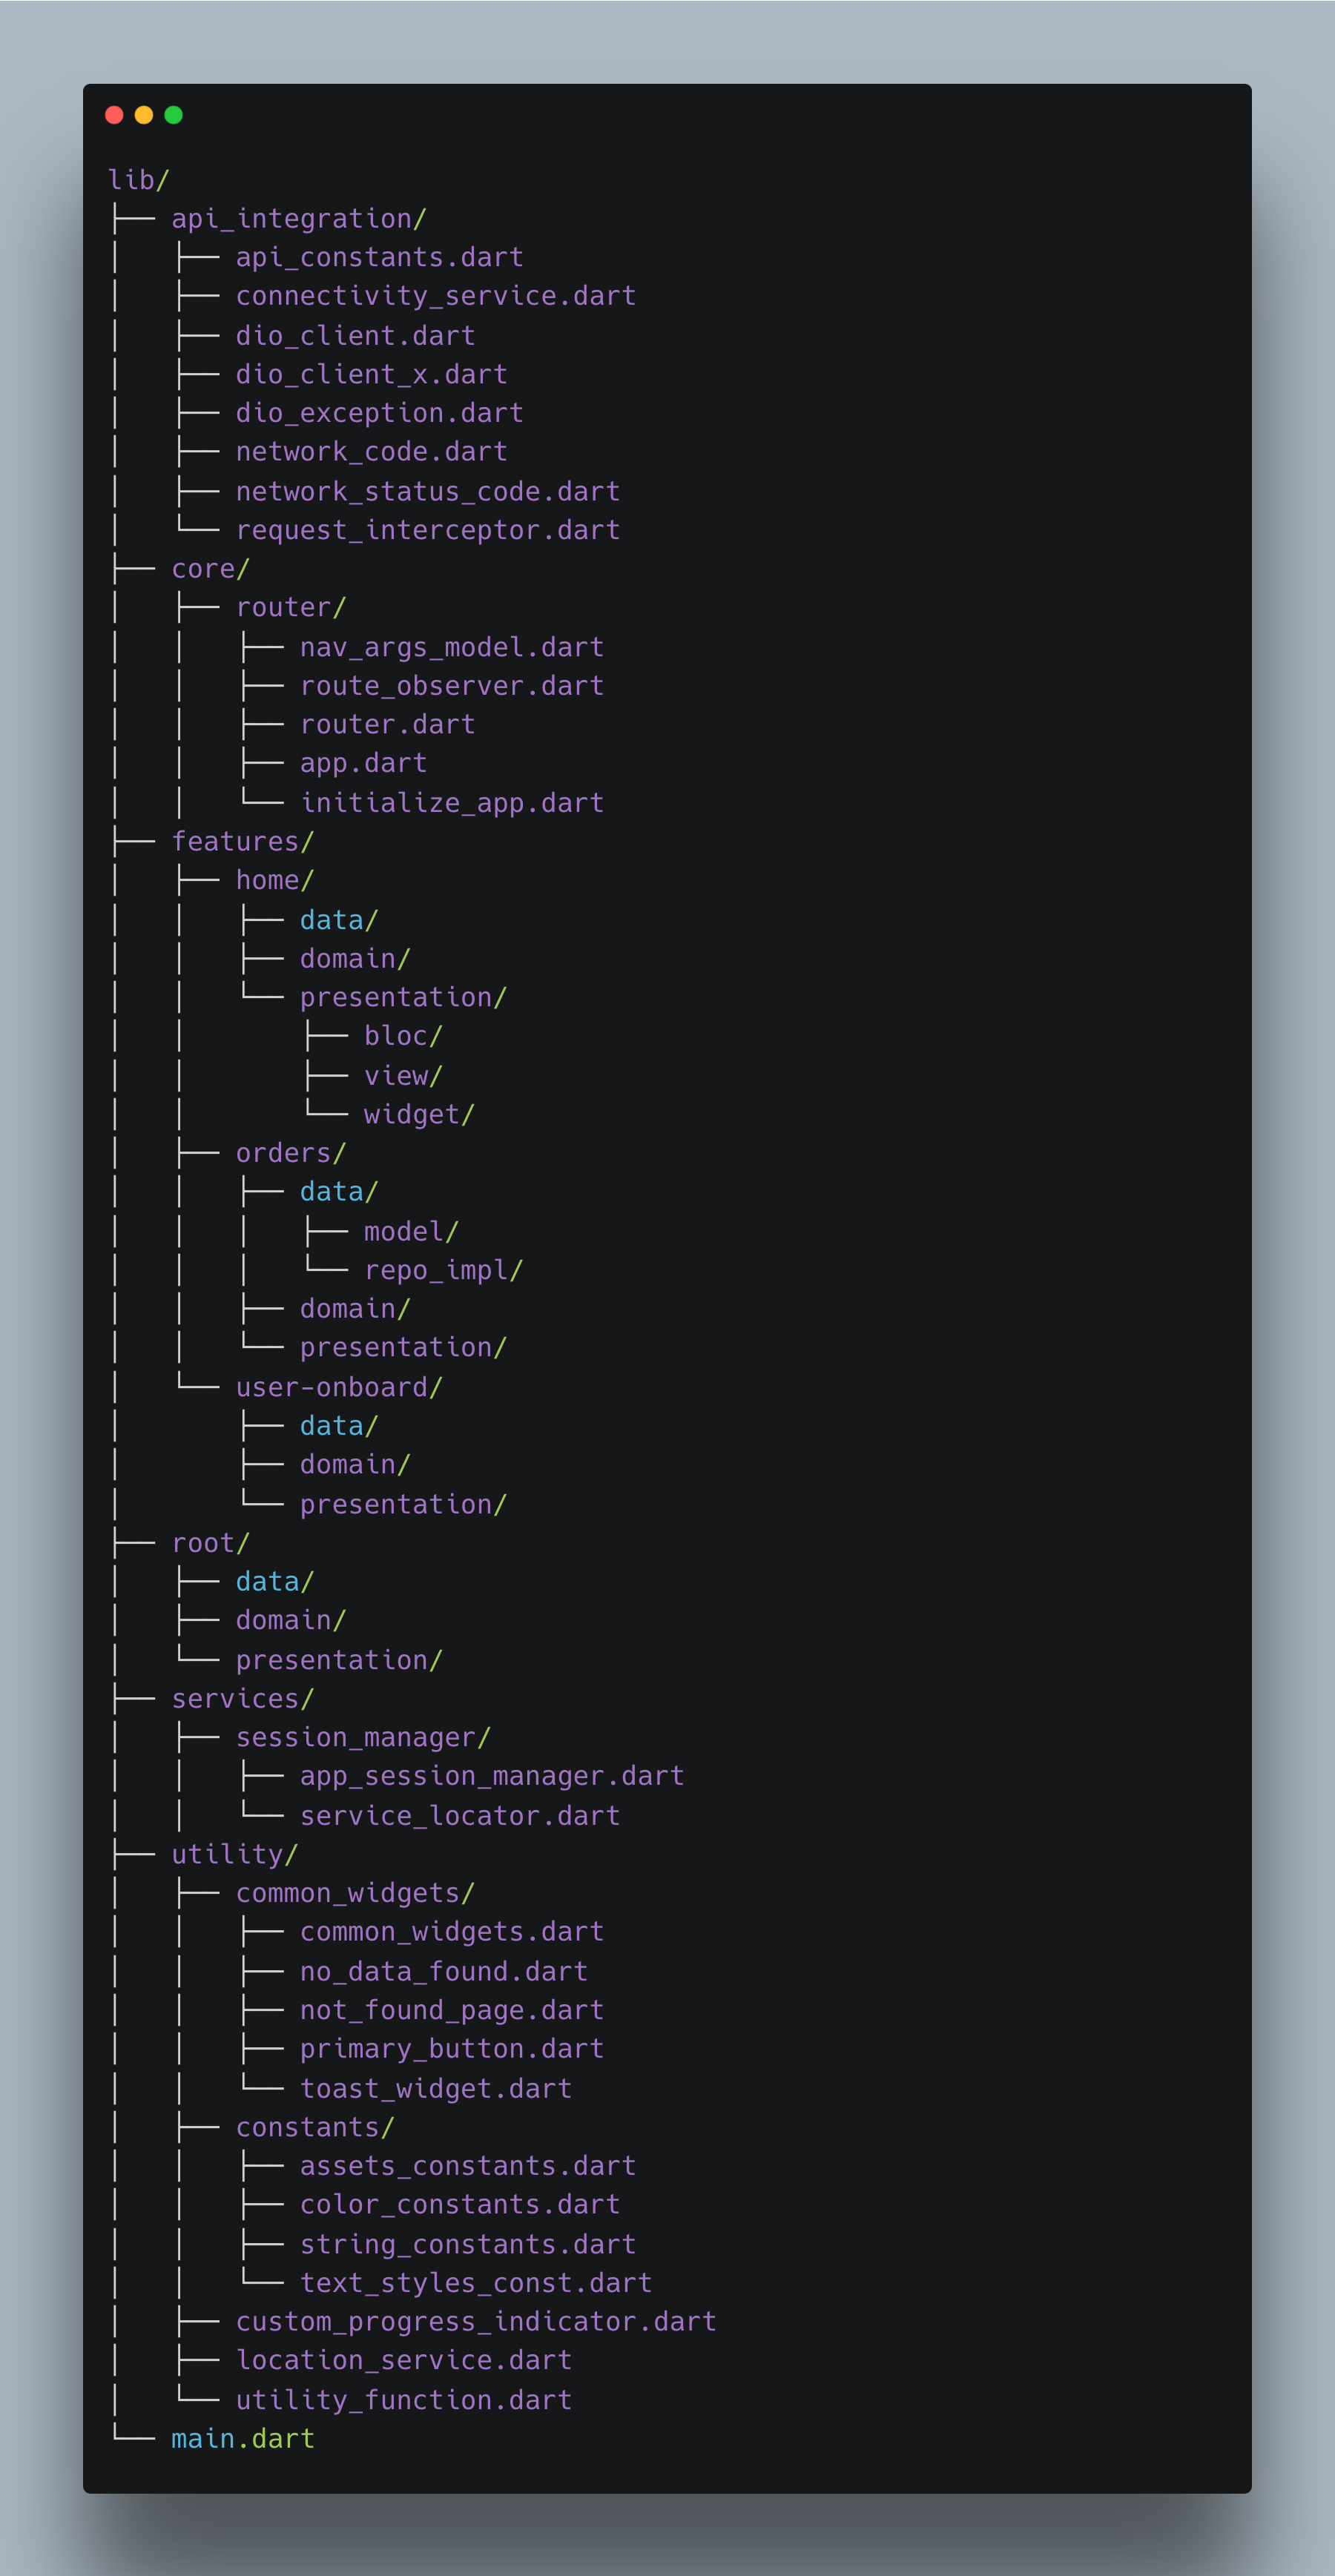 lib/
├── api_integration/
│   ├── api_constants.dart
│   ├── connectivity_service.dart
│   ├── dio_client.dart
│   ├── dio_client_x.dart
│   ├── dio_exception.dart
│   ├── network_code.dart
│   ├── network_status_code.dart
│   └── request_interceptor.dart
├── core/
│   ├── router/
│   │   ├── nav_args_model.dart
│   │   ├── route_observer.dart
│   │   ├── router.dart
│   │   ├── app.dart
│   │   └── initialize_app.dart
├── features/
│   ├── home/
│   │   ├── data/
│   │   ├── domain/
│   │   └── presentation/
│   │       ├── bloc/
│   │       ├── view/
│   │       └── widget/
│   ├── orders/
│   │   ├── data/
│   │   │   ├── model/
│   │   │   └── repo_impl/
│   │   ├── domain/
│   │   └── presentation/
│   └── user-onboard/
│       ├── data/
│       ├── domain/
│       └── presentation/
├── root/
│   ├── data/
│   ├── domain/
│   └── presentation/
├── services/
│   ├── session_manager/
│   │   ├── app_session_manager.dart
│   │   └── service_locator.dart
├── utility/
│   ├── common_widgets/
│   │   ├── common_widgets.dart
│   │   ├── no_data_found.dart
│   │   ├── not_found_page.dart
│   │   ├── primary_button.dart
│   │   └── toast_widget.dart
│   ├── constants/
│   │   ├── assets_constants.dart
│   │   ├── color_constants.dart
│   │   ├── string_constants.dart
│   │   └── text_styles_const.dart
│   ├── custom_progress_indicator.dart
│   ├── location_service.dart
│   └── utility_function.dart
└── main.dart